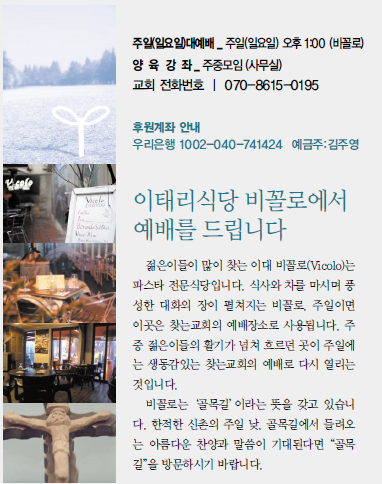 주일(일요일)대예배 _ 주일(일요일) 오후 1:00 (비꼴로)
양 육 강 좌 _ 주중모임 (사무실)
교회 전화번호 | 070-8615-0195
후원계좌 안내
우리은행 1002-040-741424 예금주:김주영
이태리식당 비꼴로에서
예배를 드립니다
젊은이들이 많이 찾는 이대 비꼴로(Vicolo)는
파스타 전문식당입니다. 식사와 차를 마시며 풍
성한 대화의 장이 펼쳐지는 비꼴로, 주일이면
이곳은 찾는교회의 예배장소로 사용됩니다. 주
중 젊은이들의 활기가 넘쳐 흐르던 곳이 주일에
는 생동감있는 찾는교회의 예배로 다시 열리는
것입니다.
비꼴로는 '골목길' 이라는 뜻을 갖고 있습니
다. 한적한 신촌의 주일 낮, 골목길에서 들려오
는 아름다운 찬양과 말씀이 기대된다면 “골목
길”을 방문하시기 바랍니다.
Vicolo